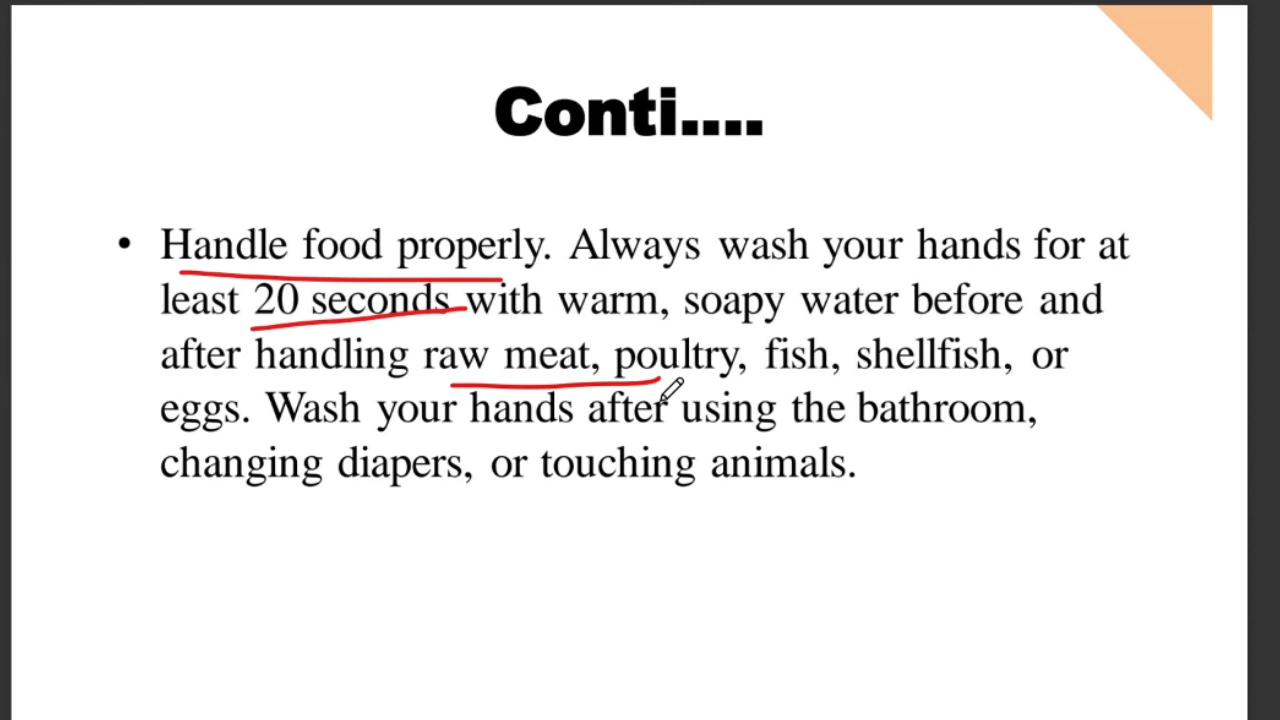 Conti....
• Handle food properly. Always wash your hands for at
least 20 seconds with warm, soapy water before and
after handling raw meat, poultry, fish, shellfish, or
eggs. Wash your hands after using the bathroom,
changing diapers, or touching animals.